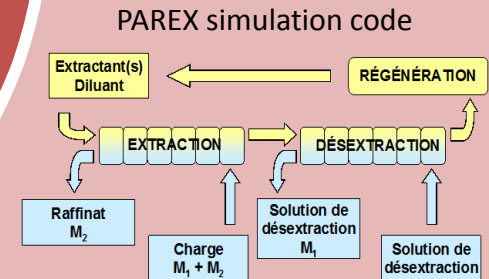 PAREX simulation code
Extractant(s)
Diluant
RÉGÉNÉRATION
EXTRACTION
DÉSEXTRACTION
Raffinat
M2
Charge
M1 + M2
Solution de
désextraction
M1
Solution de
désextraction